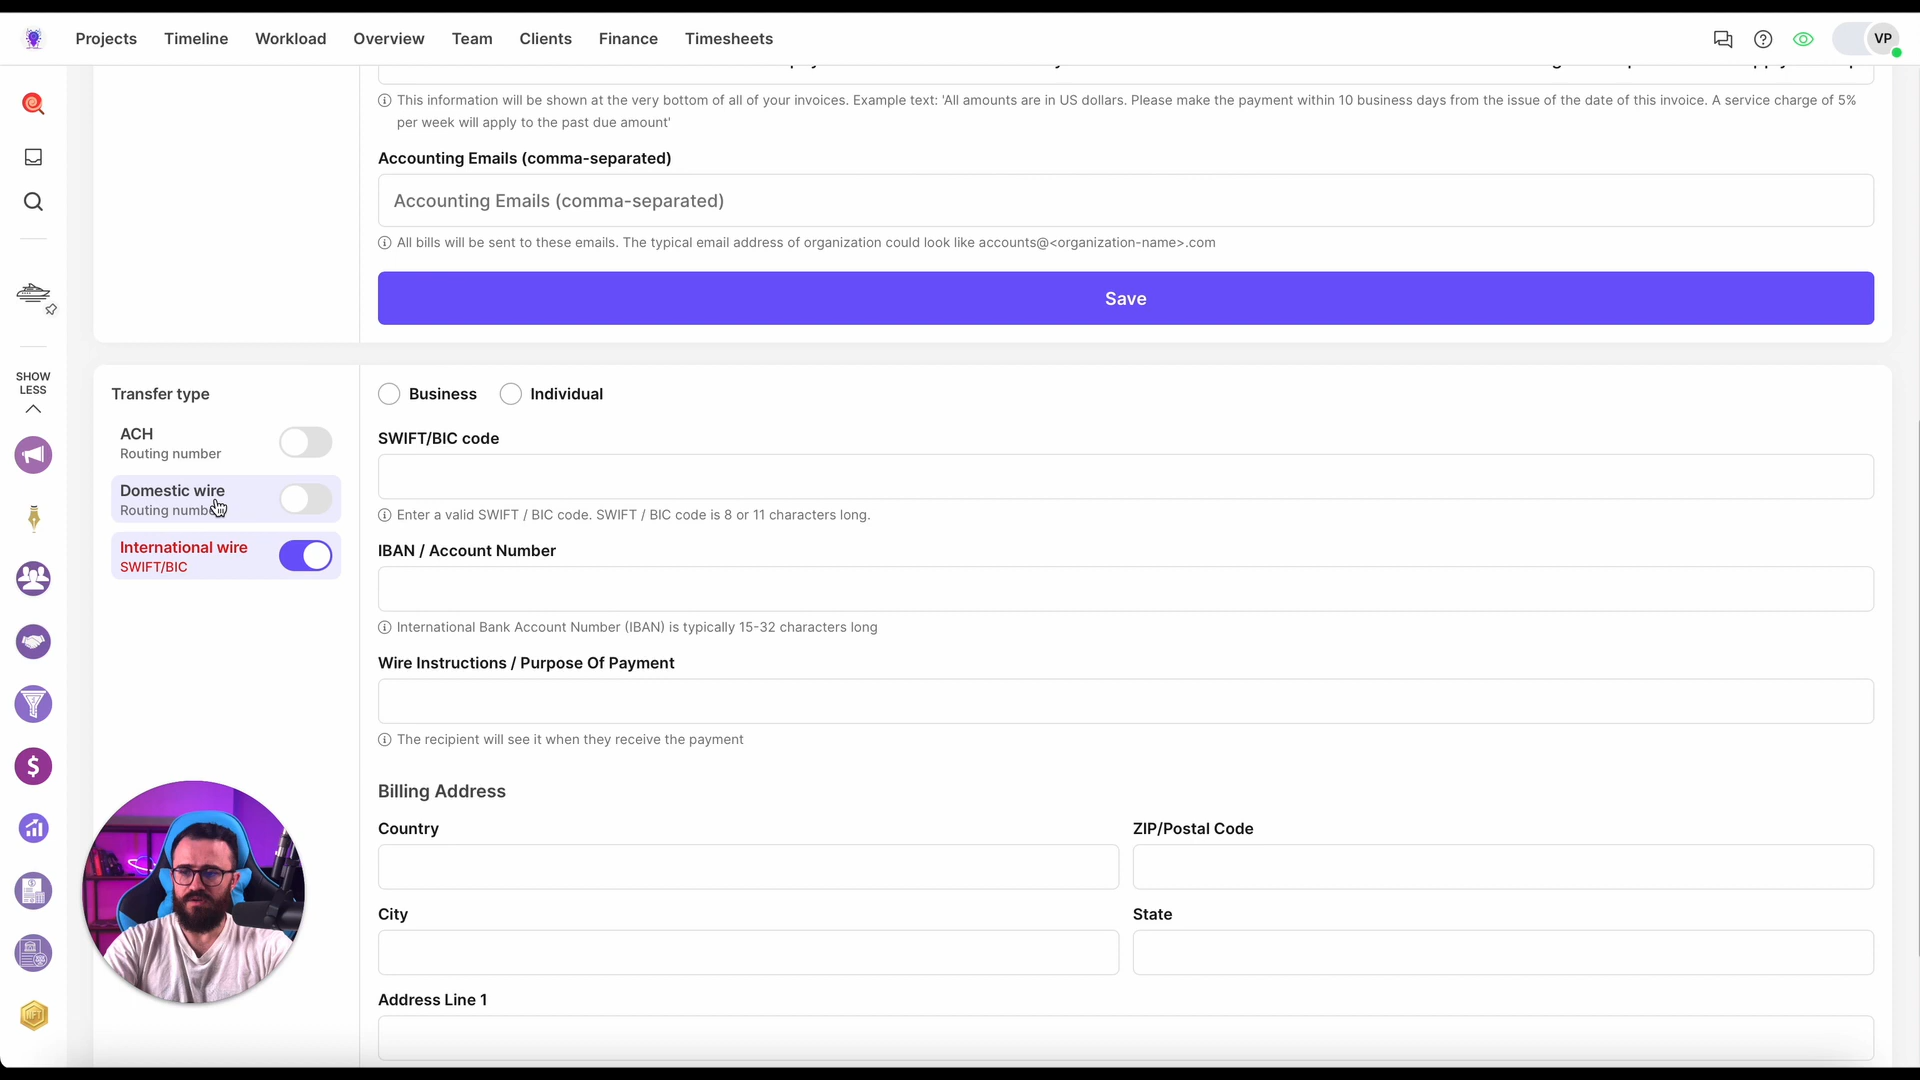 Projects Timeline Workload Overview Team Clients Finance Timesheets
VP
This information will be shown at the very bottom of all of your invoices. Example text: 'All amounts are in US dollars. Please make the payment within 10 business days from the issue of the date of this invoice. A service charge of 5%
per week will apply to the past due amount'
Accounting Emails (comma-separated)
Accounting Emails (comma-separated)
All bills will be sent to these emails. The typical email address of organization could look like accounts@<organization-name>.com
Save
SHOW
LESS
Transfer type
ACH
Routing number
Domestic wire
Routing
International wire
SWIFT/BIC
Business Individual
SWIFT/BIC code
Enter a valid SWIFT / BIC code. SWIFT / BIC code is 8 or 11 characters long.
IBAN / Account Number
International Bank Account Number (IBAN) is typically 15-32 characters long
Wire Instructions / Purpose Of Payment
The recipient will see it when they receive the payment
Billing Address
Country ZIP/Postal Code
City State
Address Line 1
NFT